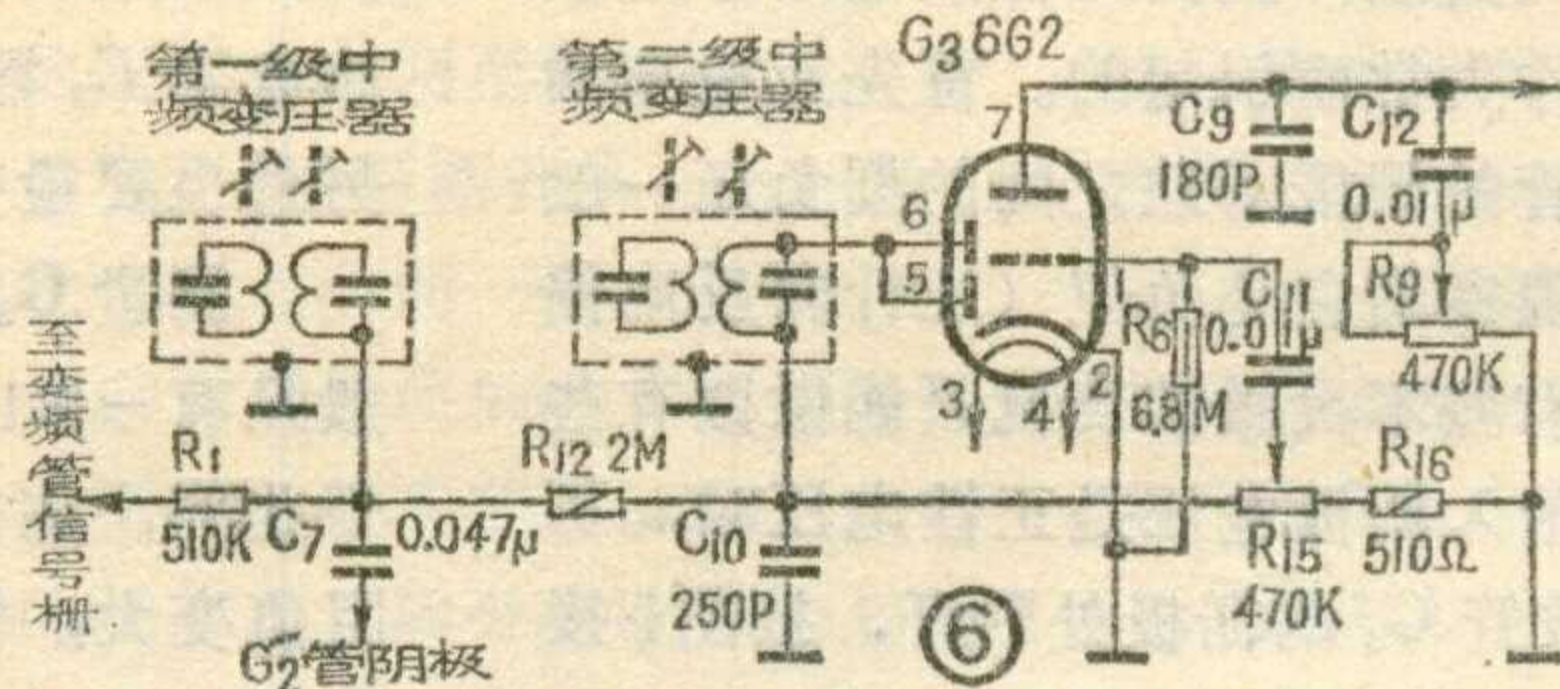 第一级中
频变压器
第二级中
频变压器
G3 6G2
7
6
5
1
3
4
2
C9
180P
C12
0.01μ
R9
470K
R6
6.8M
C11
0.01μ
至变频管信号栅
R1
510K
C7
0.047μ
G2管阴极
R12 2M
C10
250P
R15
470K
R16
510Ω
⑥